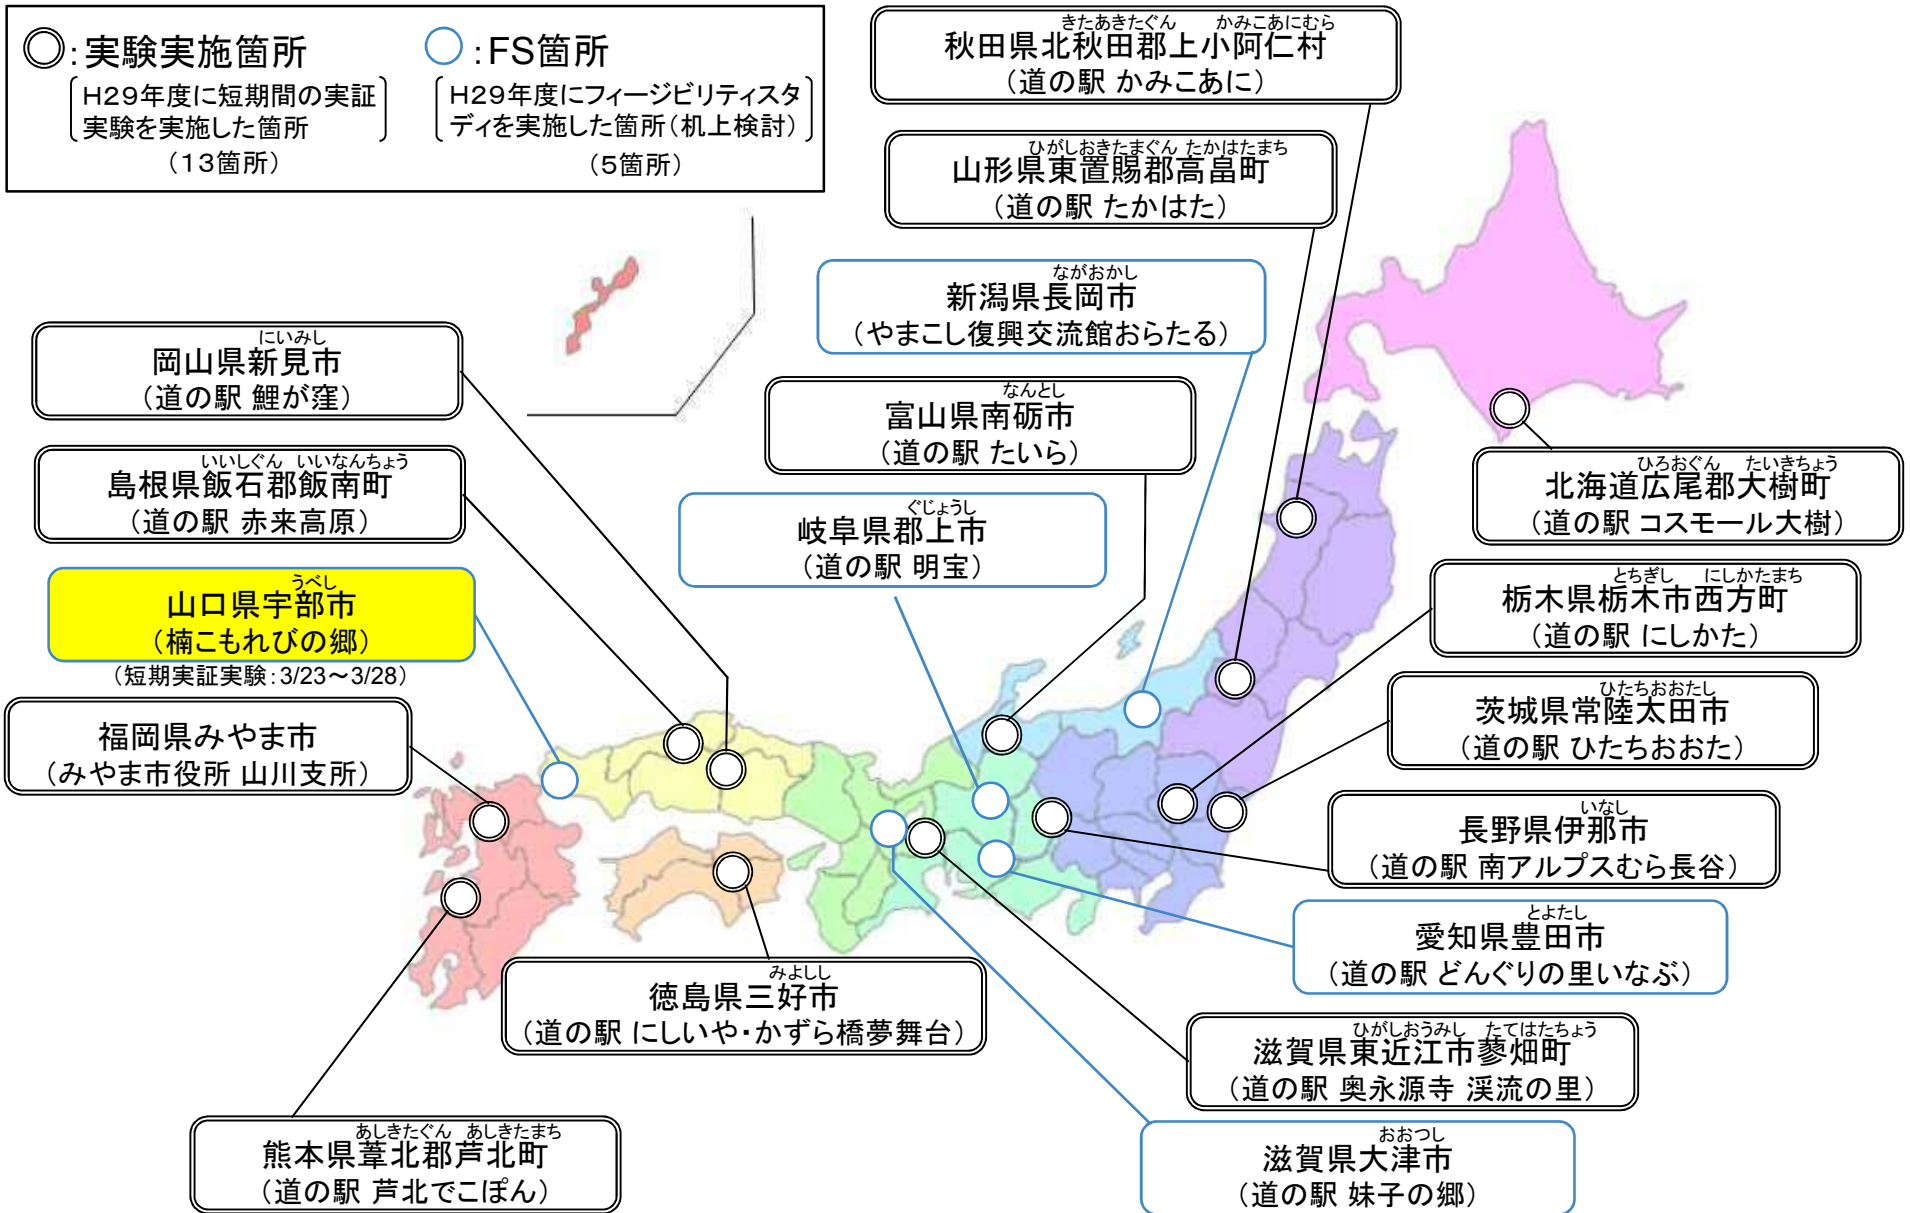 ◎:実験実施箇所
H29年度に短期間の実証
実験を実施した箇所
（13箇所）
○:FS箇所
H29年度にフィージビリティスタ
ディを実施した箇所(机上検討)
（5箇所）
きたあきたぐん かみこあにむら
秋田県北秋田郡上小阿仁村
（道の駅 かみこあに）
ひがしおきたまぐん たかはたまち
山形県東置賜郡高畠町
（道の駅 たかはた）
ながおかし
新潟県長岡市
（やまこし復興交流館おらたる）
にいみし
岡山県新見市
（道の駅 鯉が窪）
なんとし
富山県南砺市
（道の駅 たいら）
いいしぐん いいなんちょう
島根県飯石郡飯南町
（道の駅 赤来高原）
ひろおぐん たいきちょう
北海道広尾郡大樹町
（道の駅 コスモール大樹）
ぐじょうし
岐阜県郡上市
（道の駅 明宝）
うべし
山口県宇部市
（楠こもれびの郷）
（短期実証実験:3/23～3/28）
とちぎし にしかたまち
栃木県栃木市西方町
（道の駅 にしかた）
ひたちおおたし
茨城県常陸太田市
（道の駅 ひたちおおた）
福岡県みやま市
（みやま市役所 山川支所）
いなし
長野県伊那市
（道の駅 南アルプスむら長谷）
とよたし
愛知県豊田市
（道の駅 どんぐりの里いなぶ）
みよしし
徳島県三好市
（道の駅 にしいや・かずら橋夢舞台）
ひがしおうみし たてはたちょう
滋賀県東近江市蓼畑町
（道の駅 奥永源寺 渓流の里）
あしきたぐん あしきたまち
熊本県葦北郡芦北町
（道の駅 芦北でこぽん）
おおつし
滋賀県大津市
（道の駅 妹子の郷）